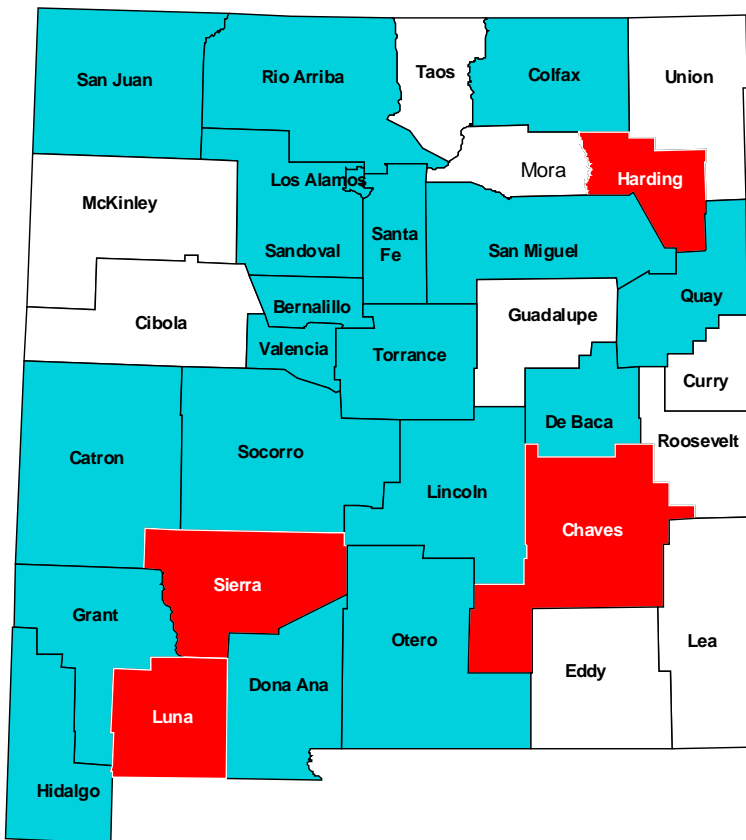 Taos
San Juan
Rio Arriba
Colfax
Union
Mora
Los Alamos
Harding
McKinley
Santa
Fe
Sandoval
San Miguel
Quay
Bernalillo
Guadalupe
Cibola
Valencia
Torrance
Curry
De Baca
Roosevelt
Socorro
Catron
Lincoln
Chaves
Sierra
Grant
Otero
Lea
Eddy
Dona Ana
Luna
Hidalgo